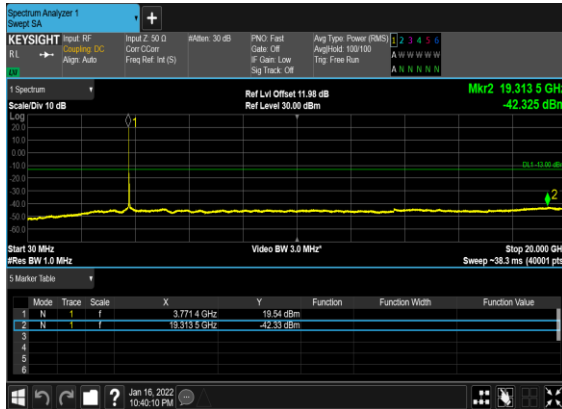 Spectrum Analyzer 1
Swept SA
+
KEYSIGHT Input: RF Input Z: 50 Ω #Atten: 30 dB PNO: Fast Avg Type: Power (RMS) 1 2 3 4 5 6
RL Coupling: DC Corr CCorr Gate: Off Avg|Hold: 100/100 A W W W W W
Align: Auto Freq Ref: Int (S) IF Gain: Low Trig: Free Run
LXI Sig Track: Off A N N N N N
1 Spectrum Ref Lvl Offset 11.98 dB Mkr2 19.313 5 GHz
Scale/Div 10 dB Ref Level 30.00 dBm -42.325 dBm
Log
20.0
10.0
0.00
-10.0
-20.0
-30.0
-40.0
-50.0
-60.0
1
DL1 -13.00 dBm
2
Start 30 MHz Video BW 3.0 MHz* Stop 20.000 GHz
#Res BW 1.0 MHz Sweep ~38.3 ms (40001 pts)
5 Marker Table
Mode Trace Scale X Y Function Function Width Function Value
1 N 1 f 3.771 4 GHz 19.54 dBm
2 N 1 f 19.313 5 GHz -42.33 dBm
3
4
5
6
? Jan 16, 2022
10:40:10 PM